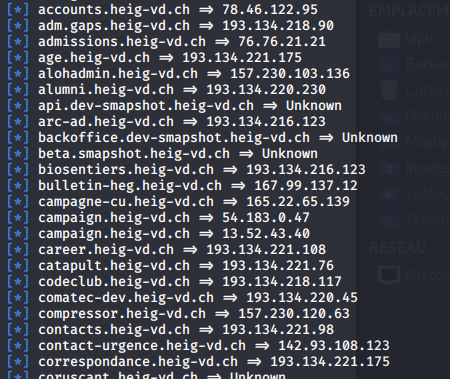 [*] accounts.heig-vd.ch => 78.46.122.95
[*] adm.gaps.heig-vd.ch => 193.134.218.90
[*] admissions.heig-vd.ch => 76.76.21.21
[*] age.heig-vd.ch => 193.134.221.175
[*] alohadmin.heig-vd.ch => 157.230.103.136
[*] alumni.heig-vd.ch => 193.134.220.230
[*] api.dev-smapshot.heig-vd.ch => Unknown
[*] arc-ad.heig-vd.ch => 193.134.216.123
[*] backoffice.dev-smapshot.heig-vd.ch => Unknown
[*] beta.smapshot.heig-vd.ch => Unknown
[*] biosentiers.heig-vd.ch => 193.134.216.123
[*] bulletin-heg.heig-vd.ch => 167.99.137.12
[*] campagne-cu.heig-vd.ch => 165.22.65.139
[*] campaign.heig-vd.ch => 54.183.0.47
[*] campaign.heig-vd.ch => 13.52.43.40
[*] career.heig-vd.ch => 193.134.221.108
[*] catapult.heig-vd.ch => 193.134.221.76
[*] codeclub.heig-vd.ch => 193.134.218.117
[*] comatec-dev.heig-vd.ch => 193.134.220.45
[*] compressor.heig-vd.ch => 157.230.120.63
[*] contacts.heig-vd.ch => 193.134.221.98
[*] contact-urgence.heig-vd.ch => 142.93.108.123
[*] correspondance.heig-vd.ch => 193.134.221.175
[*] coruscant.heig-vd.ch => Unknown
EMPLACEM
lapin
Bureau
Corbei
Docum
Musiqu
Images
Vidéos
Téléch
RÉSEAU
Parcou